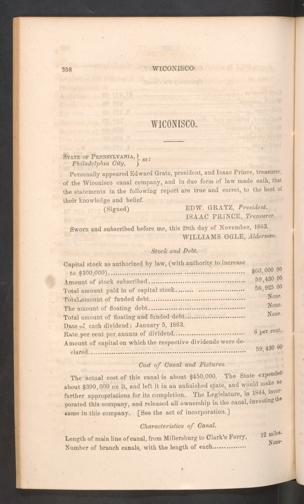 358 WICONISCO
WICONISCO.
STATE OF PENNSYLVANIA, } ss:
Philadelphia City, }
Personally appeared Edward Gratz, president, and Isaac Prince, treasurer,
of the Wiconisco canal company, and in due form of law made oath, that
the statements in the following report are true and correct, to the best of
their knowledge and belief.
(Signed) EDW. GRATZ, President.
ISAAC PRINCE, Treasurer.
Sworn and subscribed before me, this 28th of November, 1863.
WILLIAMS OGLE, Alderman.
Stock and Debt.
Capital stock as authorized by law, (with authority to increase
to $300,000) 00
Amount of stock subscribed 59,430 00
Total amount paid in of capital stock 00
Total amount of funded debt None.
The amount of floating debt None.
Total amount of floating and funded debt None.
Date of each dividend: January 5, 1863.
Rate per cent per annum of dividend 6 per cent.
Amount of capital on which the respective dividends were de-
clared 59,430 00
Cost of Canal and Fixtures.
The actual cost of this canal is about $450,000. The State expended
about $390,000 on it, and left it in an unfinished state, and would make no
further appropriations for its completion. The Legislature, in 1844, incor-
porated this company, and released all ownership in the canal, investing the
same in this company. [See the act of incorporation.]
Characteristics of Canal.
Length of main line of canal, from Millersburg to Clark's Ferry, 12 miles.
Number of branch canals, with the length of each None.